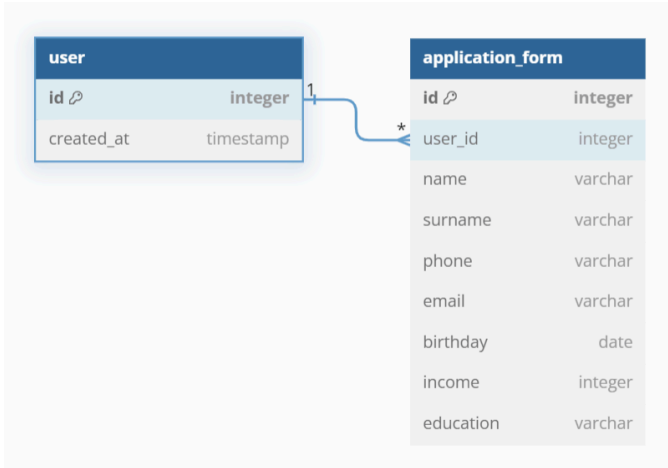 user
id integer
created_at timestamp
1
*
application_form
id integer
user_id integer
name varchar
surname varchar
phone varchar
email varchar
birthday date
income integer
education varchar